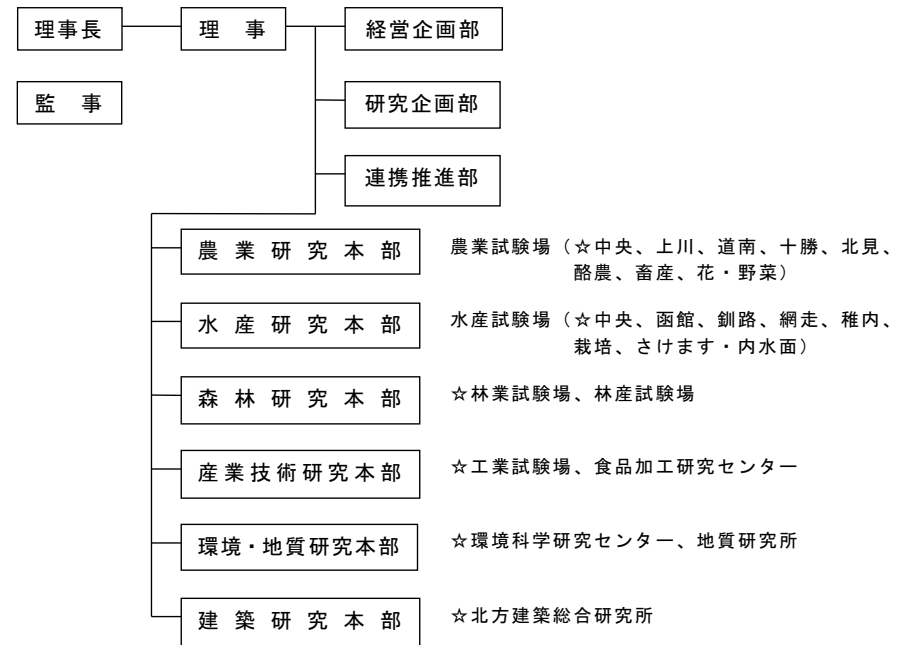 理事長 理 事 経営企画部
監 事 研究企画部
連携推進部
農業研究本部 農業試験場（☆中央、上川、道南、十勝、北見、
酪農、畜産、花・野菜）
水産研究本部 水産試験場（☆中央、函館、釧路、網走、稚内、
栽培、さけます・内水面）
森林研究本部 ☆林業試験場、林産試験場
産業技術研究本部 ☆工業試験場、食品加工研究センター
環境・地質研究本部 ☆環境科学研究センター、地質研究所
建築研究本部 ☆北方建築総合研究所